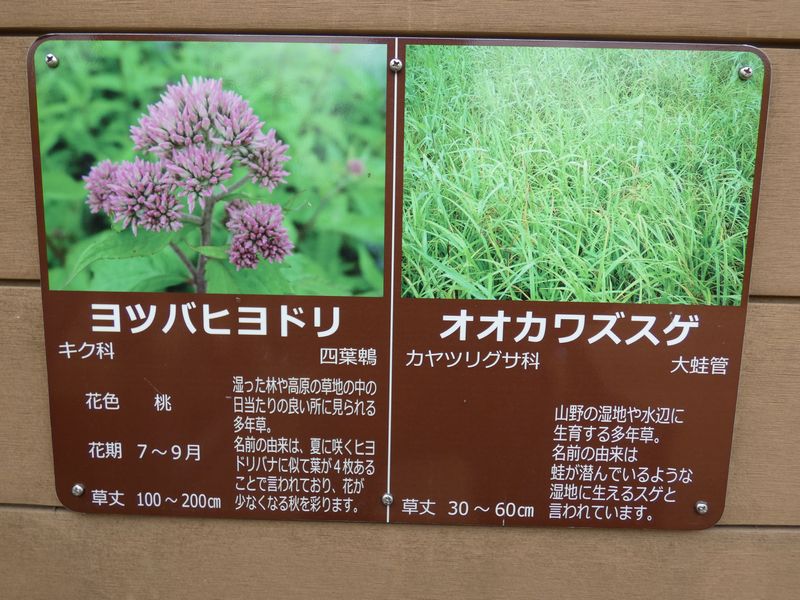 ヨツバヒヨドリ
キク科
四葉鵯
花色 桃
花期 7～9月
草丈 100～200㎝
湿った林や高原の草地の中の
日当たりの良い所に見られる
多年草。
名前の由来は、夏に咲くヒヨ
ドリバナに似て葉が4枚ある
ことで言われており、花が
少なくなる秋を彩ります。
オオカワズスゲ
カヤツリグサ科
大蛙管
草丈 30～60㎝
山野の湿地や水辺に
生育する多年草。
名前の由来は
蛙が潜んでいるような
湿地に生えるスゲと
言われています。